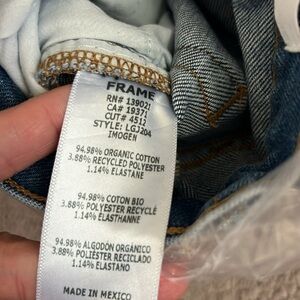 FRAME
RN# 139021
CA# 19371
CUT# 4512
STYLE: LGJ204
IMOGEN
94.98% ORGANIC COTTON
3.88% RECYCLED POLYESTER
1.14% ELASTANE
94.98% COTON BIO
3.88% POLYESTER RECYCLÉ
1.14% ÉLASTHANNE
94.98% ALGODÓN ORGÁNICO
3.88% POLIÉSTER RECICLADO
1.14% ELASTANO
MADE IN MEXICO